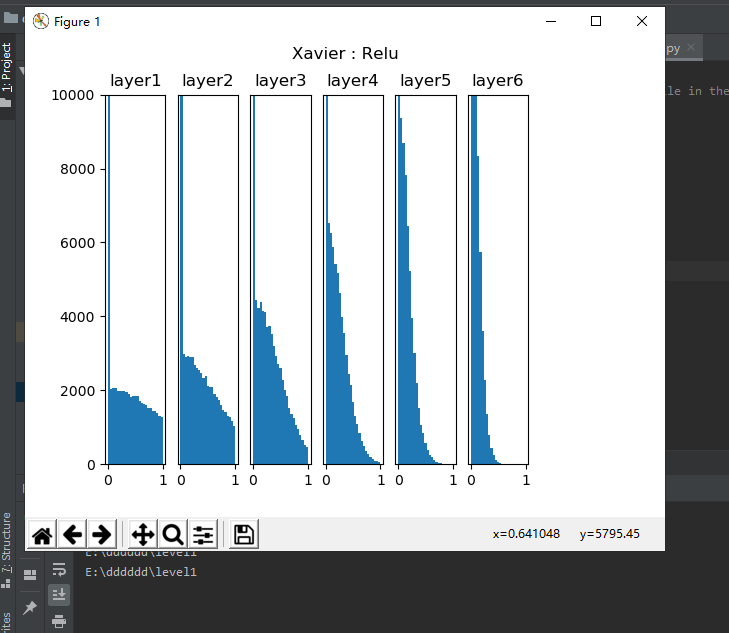 Figure 1
1: Project
py
Xavier : Relu
layer1 layer2 layer3 layer4 layer5 layer6
10000
8000
6000
4000
2000
0
0 1 0 1 0 1 0 1 0 1 0 1
le in the
x=0.641048 y=5795.45
7: Structure
E:\dddddd\level1
E:\dddddd\level1